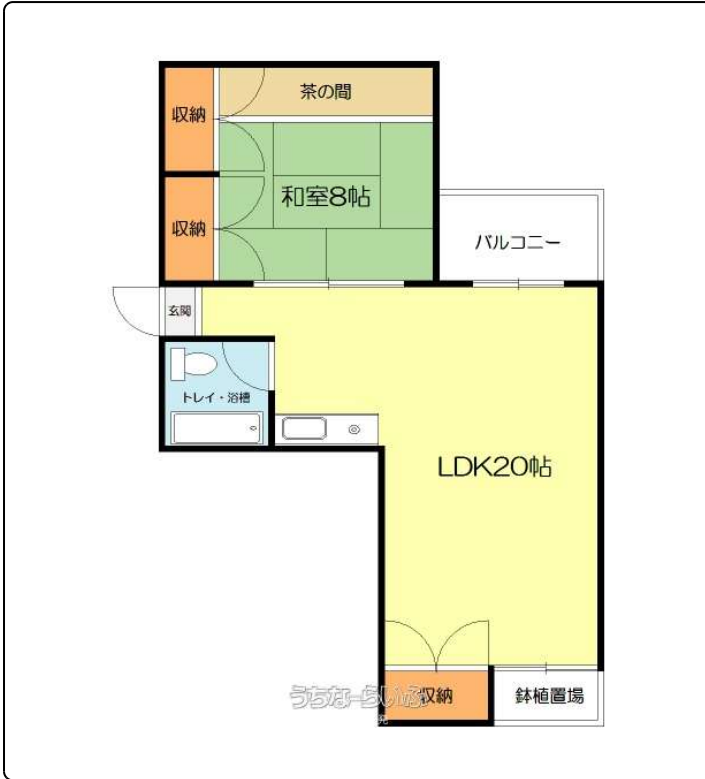 茶の間
収納
和室8帖
収納
バルコニー
玄関
トレイ・浴槽
LDK20帖
うちなーらいふ
収納
鉢植置場